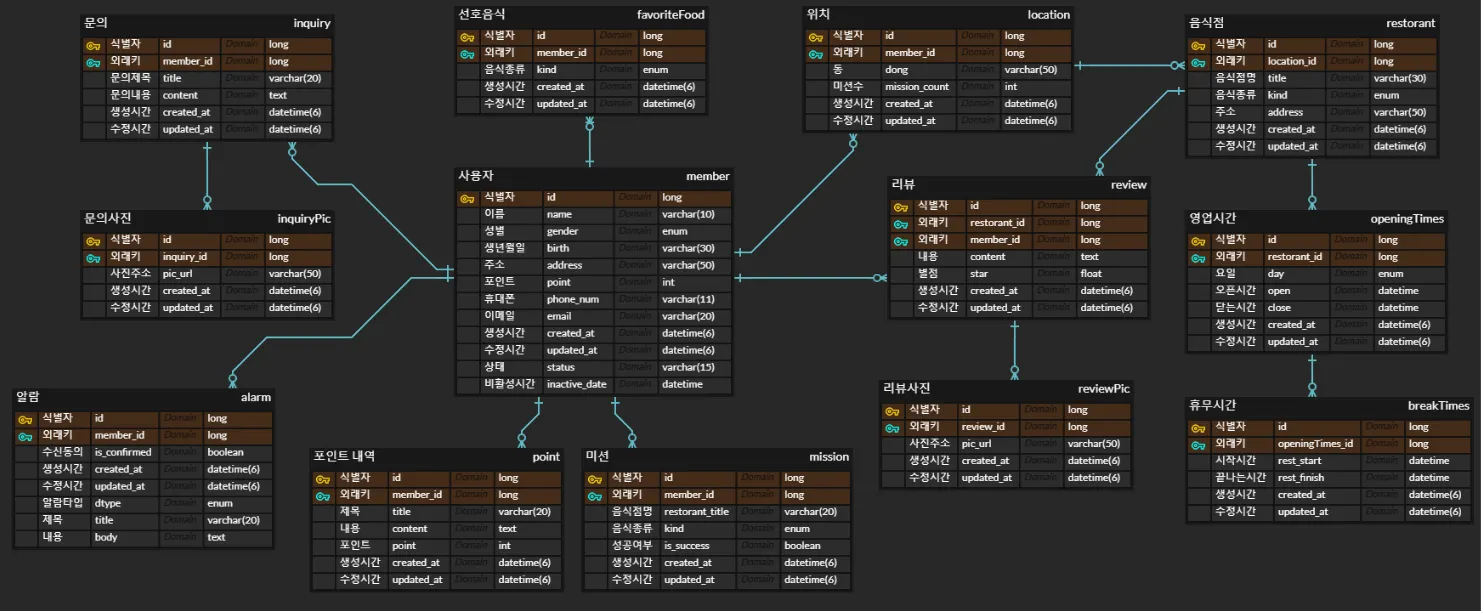 문의 inquiry
식별자 id Domain long
외래키 member_id Domain long
문의제목 title Domain varchar(20)
문의내용 content Domain text
생성시간 created_at Domain datetime(6)
수정시간 updated_at Domain datetime(6)
선호음식 favoriteFood
식별자 id Domain long
외래키 member_id Domain long
음식종류 kind Domain enum
생성시간 created_at Domain datetime(6)
수정시간 updated_at Domain datetime(6)
위치 location
식별자 id Domain long
외래키 member_id Domain long
동 dong Domain varchar(50)
미션수 mission_count Domain int
생성시간 created_at Domain datetime(6)
수정시간 updated_at Domain datetime(6)
음식점 restorant
식별자 id Domain long
외래키 location_id Domain long
음식점명 title Domain varchar(30)
음식종류 kind Domain enum
주소 address Domain varchar(50)
생성시간 created_at Domain datetime(6)
수정시간 updated_at Domain datetime(6)
문의사진 inquiryPic
식별자 id Domain long
외래키 inquiry_id Domain long
사진주소 pic_url Domain varchar(50)
생성시간 created_at Domain datetime(6)
수정시간 updated_at Domain datetime(6)
사용자 member
식별자 id Domain long
이름 name Domain varchar(10)
성별 gender Domain enum
생년월일 birth Domain varchar(30)
주소 address Domain varchar(50)
포인트 point Domain int
휴대폰 phone_num Domain varchar(11)
이메일 email Domain varchar(20)
생성시간 created_at Domain datetime(6)
수정시간 updated_at Domain datetime(6)
상태 status Domain varchar(15)
비활성시간 inactive_date Domain datetime
리뷰 review
식별자 id Domain long
외래키 restorant_id Domain long
외래키 member_id Domain long
내용 content Domain text
별점 star Domain float
생성시간 created_at Domain datetime(6)
수정시간 updated_at Domain datetime(6)
영업시간 openingTimes
식별자 id Domain long
외래키 restorant_id Domain long
요일 day Domain enum
오픈시간 open Domain datetime
닫는시간 close Domain datetime
생성시간 created_at Domain datetime(6)
수정시간 updated_at Domain datetime(6)
알람 alarm
식별자 id Domain long
외래키 member_id Domain long
수신동의 is_confirmed Domain boolean
생성시간 created_at Domain datetime(6)
수정시간 updated_at Domain datetime(6)
알람타입 dtype Domain enum
제목 title Domain varchar(20)
내용 body Domain text
포인트 내역 point
식별자 id Domain long
외래키 member_id Domain long
제목 title Domain varchar(20)
내용 content Domain text
포인트 point Domain int
생성시간 created_at Domain datetime(6)
수정시간 updated_at Domain datetime(6)
미션 mission
식별자 id Domain long
외래키 member_id Domain long
음식점명 restorant_title Domain varchar(20)
음식종류 kind Domain enum
성공여부 is_success Domain boolean
생성시간 created_at Domain datetime(6)
수정시간 updated_at Domain datetime(6)
리뷰사진 reviewPic
식별자 id Domain long
외래키 review_id Domain long
사진주소 pic_url Domain varchar(50)
생성시간 created_at Domain datetime(6)
수정시간 updated_at Domain datetime(6)
휴무시간 breakTimes
식별자 id Domain long
외래키 openingTimes_id Domain long
시작시간 rest_start Domain datetime
끝나는시간 rest_finish Domain datetime
생성시간 created_at Domain datetime(6)
수정시간 updated_at Domain datetime(6)